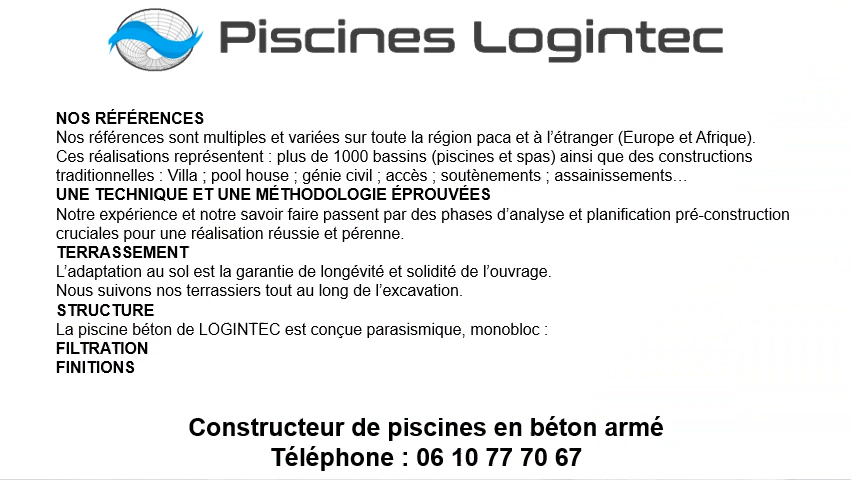 Piscines Logintec
NOS RÉFÉRENCES
Nos références sont multiples et variées sur toute la région paca et à l’étranger (Europe et Afrique).
Ces réalisations représentent : plus de 1000 bassins (piscines et spas) ainsi que des constructions
traditionnelles : Villa ; pool house ; génie civil ; accès ; soutènements ; assainissements…
UNE TECHNIQUE ET UNE MÉTHODOLOGIE ÉPROUVÉES
Notre expérience et notre savoir faire passent par des phases d’analyse et planification pré-construction
cruciales pour une réalisation réussie et pérenne.
TERRASSEMENT
L’adaptation au sol est la garantie de longévité et solidité de l’ouvrage.
Nous suivons nos terrassiers tout au long de l’excavation.
STRUCTURE
La piscine béton de LOGINTEC est conçue parasismique, monobloc :
FILTRATION
FINITIONS
Constructeur de piscines en béton armé
Téléphone : 06 10 77 70 67